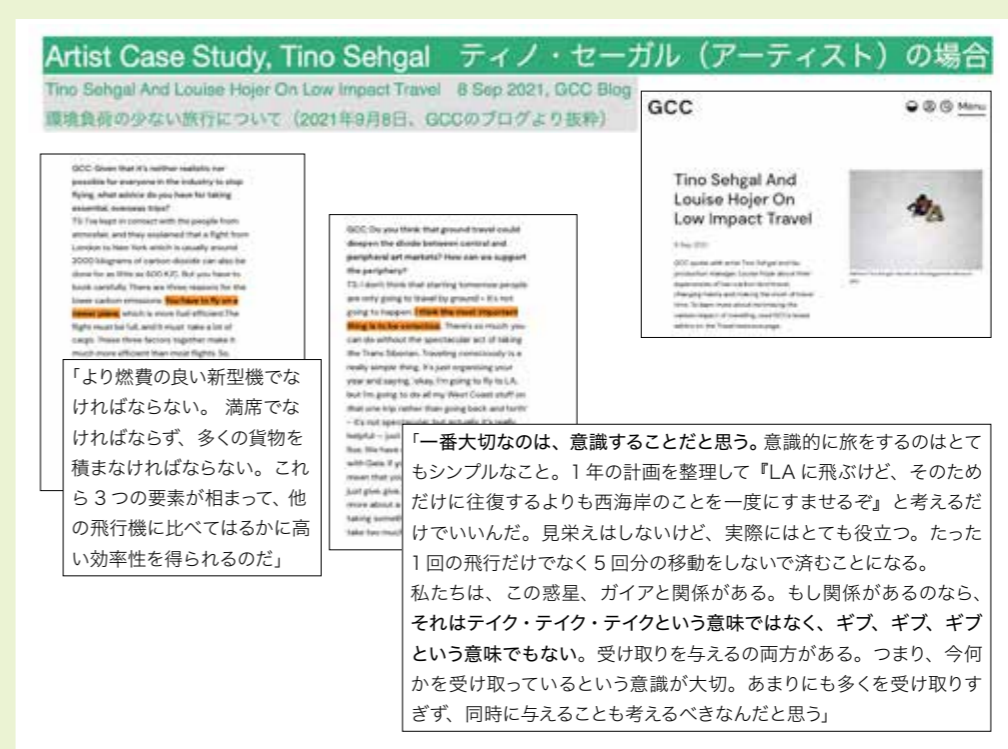 Artist Case Study, Tino Sehgal　ティノ・セーガル（アーティスト）の場合
Tino Sehgal And Louise Hojer On Low Impact Travel　8 Sep 2021, GCC Blog
環境負荷の少ない旅行について（2021年9月8日、GCCのブログより抜粋）
GCC
Menu
Tino Sehgal And
Louise Hojer On
Low Impact Travel
GCC: Given that it's neither realistic nor
possible for everyone in the industry to stop
flying, what advice do you have for taking
essential, overseas trips?
TS: I've kept in contact with the people from
atmosfair, and they explained that a flight from
London to New York which is usually around
2000 kilograms of carbon dioxide can also be
done for as little as 600 KG. But you have to
book carefully. There are three reasons for the
lower carbon emissions. You have to fly on a
newer plane, which is more fuel efficient. The
flight must be full, and it must take a lot of
cargo. These three factors together make it
much more efficient than most flights. So,
「より燃費の良い新型機でな
ければならない。 満席でな
ければならず、多くの貨物を
積まなければならない。これ
ら３つの要素が相まって、他
の飛行機に比べてはるかに高
い効率性を得られるのだ」
GCC: Do you think that ground travel could
deepen the divide between central and
peripheral art markets? How can we support
the periphery?
TS: I don't think that starting tomorrow people
are only going to travel by ground – it's not
going to happen. I think the most important
thing is to be conscious. There's so much you
can do without the spectacular act of taking
the Trans Siberian. Traveling consciously is a
really simple thing. It's just organising your
year and saying, 'okay, I'm going to fly to LA,
but I'm going to do all my West Coast stuff on
that one trip rather than going back and forth'
– it's not spectacular, but actually it's really
「一番大切なのは、意識することだと思う。意識的に旅をするのはとて
もシンプルなこと。１年の計画を整理して『LAに飛ぶけど、そのため
だけに往復するよりも西海岸のことを一度にすませるぞ』と考えるだ
けでいいんだ。見栄えはしないけど、実際にはとても役立つ。たった
１回の飛行だけでなく５回分の移動をしないで済むことになる。
私たちは、この惑星、ガイアと関係がある。もし関係があるのなら、
それはテイク・テイク・テイクという意味ではなく、ギブ、ギブ、ギブ
という意味でもない。受け取りを与えるの両方がある。つまり、今何
かを受け取っているという意識が大切。あまりにも多くを受け取りす
ぎず、同時に与えることも考えるべきなんだと思う」